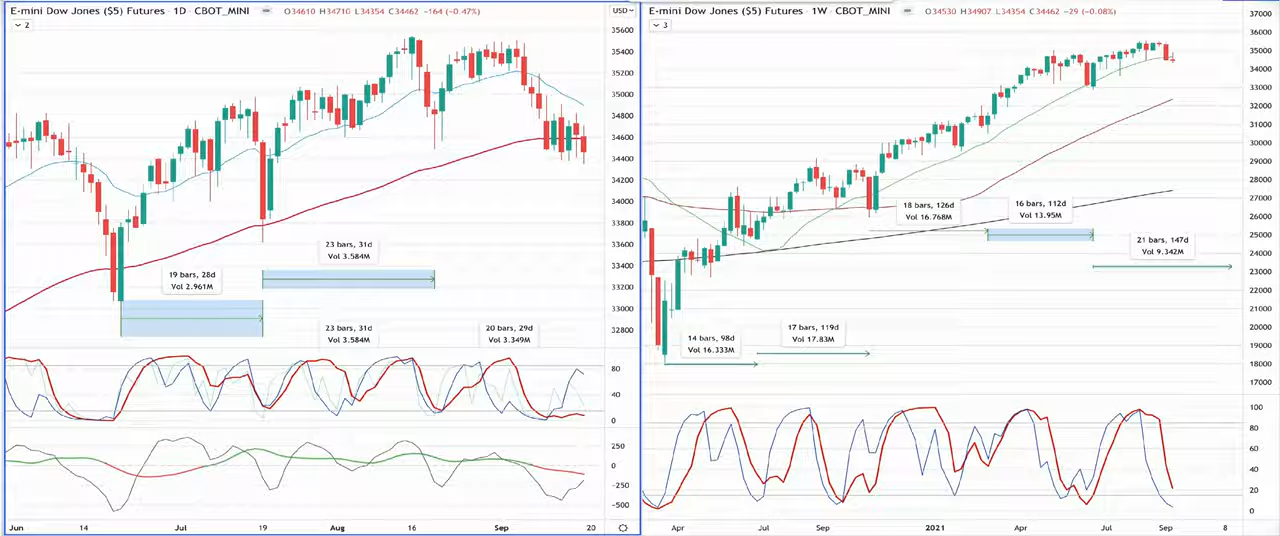 E-mini Dow Jones ($5) Futures · 1D · CBOT_MINI O34610 H34710 L34354 C34462 −164 (−0.47%) USD
2
35600
35200
35000
34600
34400
34000
33800
33400
33300
33000
32800
23 bars, 31d
Vol 3.584M
19 bars, 28d
Vol 2.961M
23 bars, 31d
Vol 3.584M
20 bars, 29d
Vol 3.349M
80
40
0
250
0
−500
Jun 14 Jul 19 Aug 16 Sep 20
E-mini Dow Jones ($5) Futures · 1W · CBOT_MINI O34530 H34907 L34354 C34462 −29 (−0.08%)
3
37000
36000
35000
34000
33000
32000
31000
30000
29000
28000
27000
26000
25000
24000
23000
22000
21000
20000
19000
18000
17000
18 bars, 126d
Vol 16.768M
16 bars, 112d
Vol 13.95M
21 bars, 147d
Vol 9.342M
17 bars, 119d
Vol 17.83M
14 bars, 98d
Vol 16.333M
100
80
60
40
20
0
Apr Jul Sep 2021 Apr Jul Sep 8